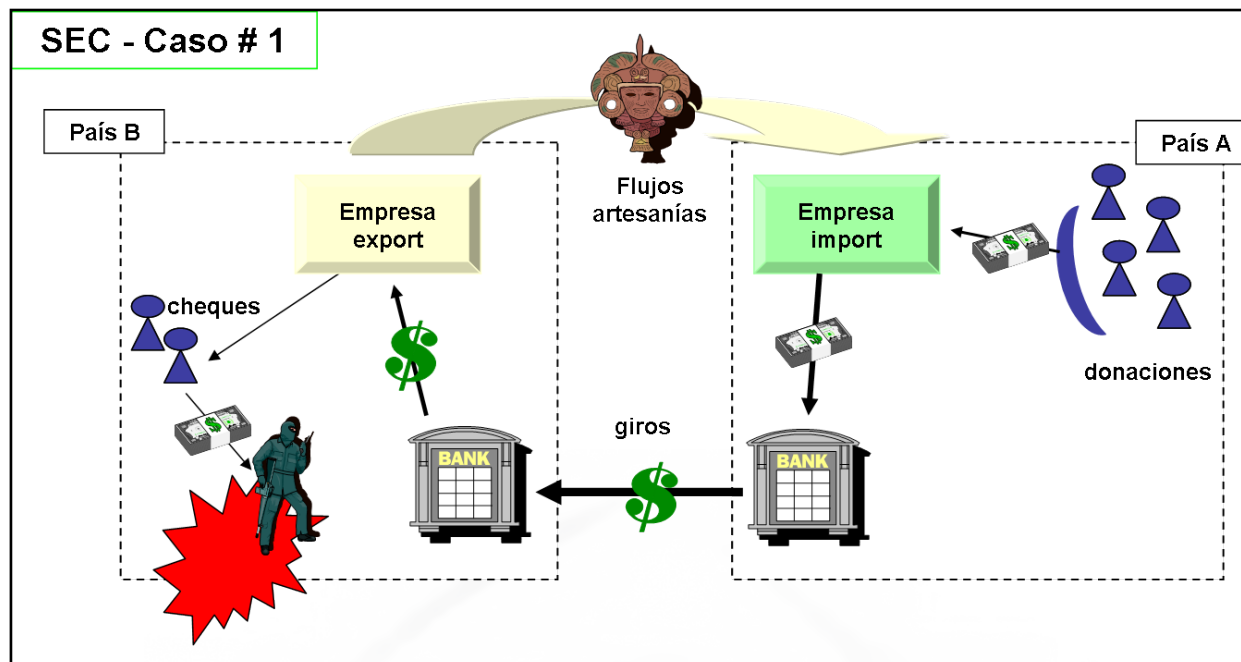 SEC - Caso # 1
País B
País A
Flujos
artesanías
Empresa
export
Empresa
import
cheques
donaciones
giros
BANK
BANK
$
$
$
$
$